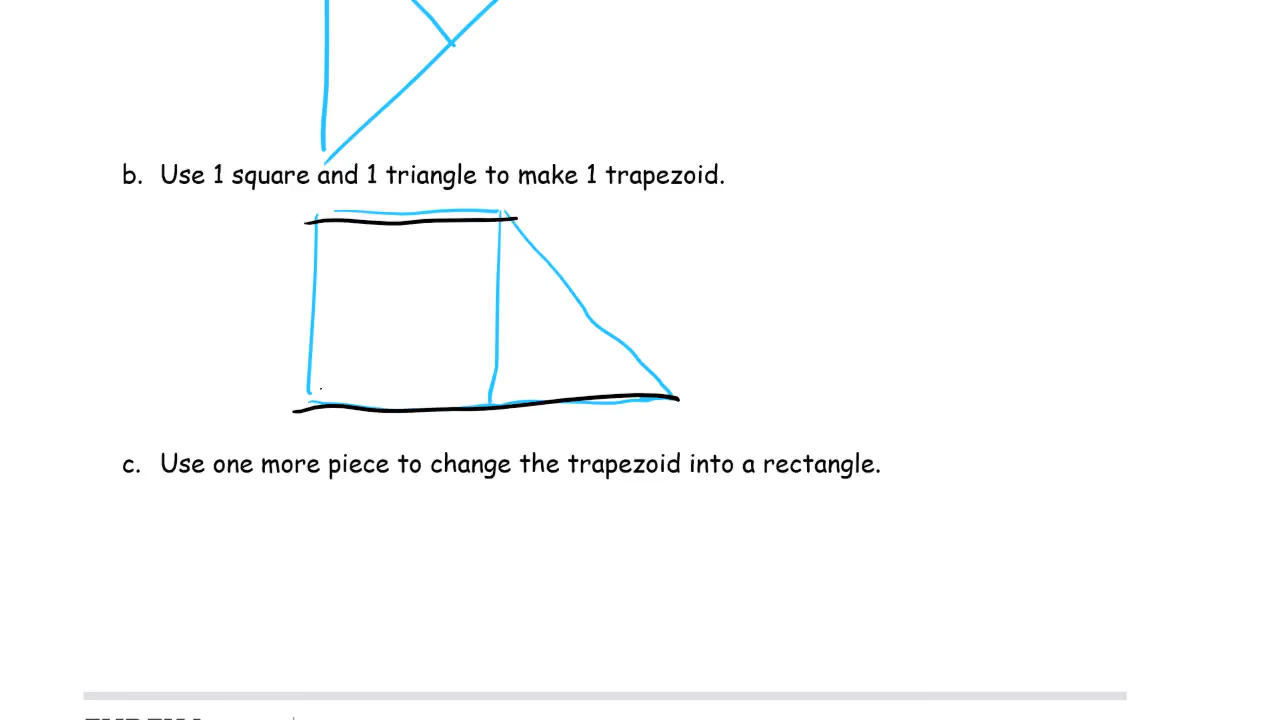 b. Use 1 square and 1 triangle to make 1 trapezoid.
c. Use one more piece to change the trapezoid into a rectangle.